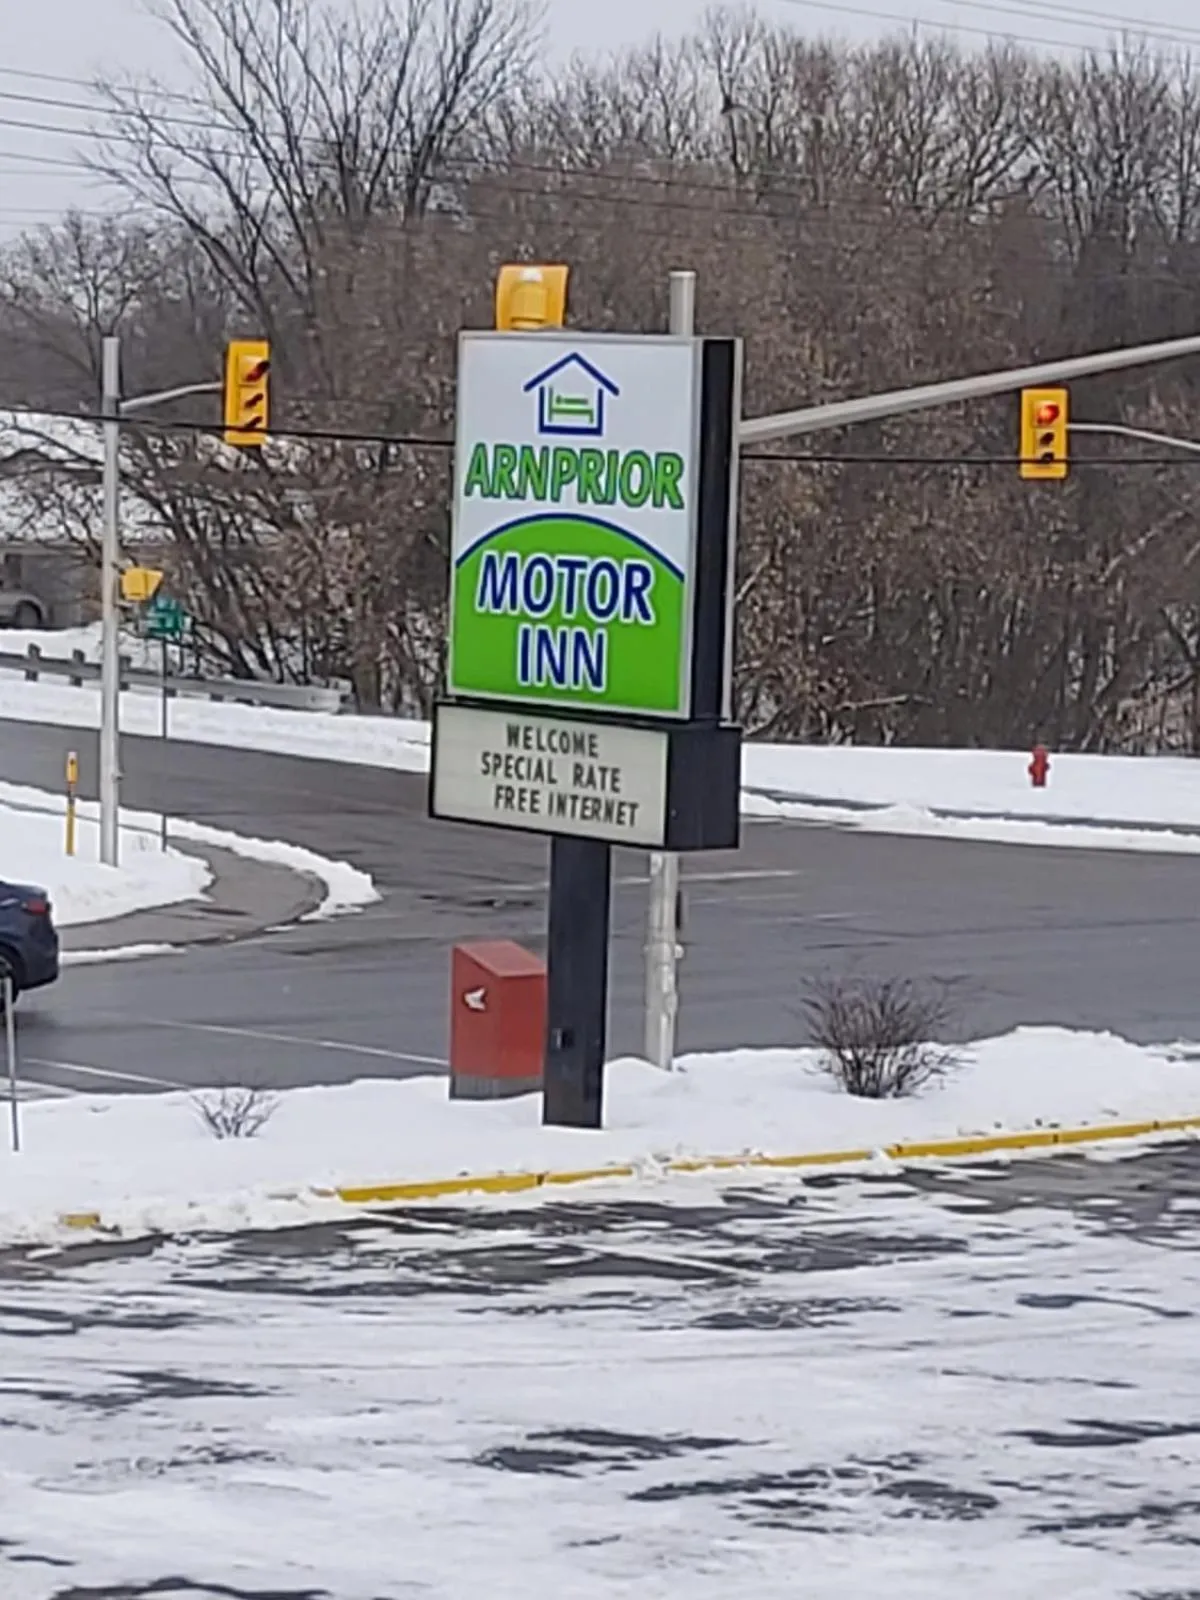 ARNPRIOR
MOTOR
INN
WELCOME
SPECIAL RATE
FREE INTERNET